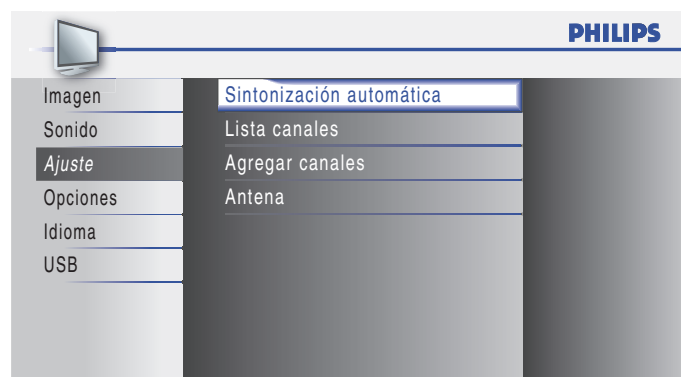 PHILIPS
Imagen
Sonido
Ajuste
Opciones
Idioma
USB
Sintonización automática
Lista canales
Agregar canales
Antena